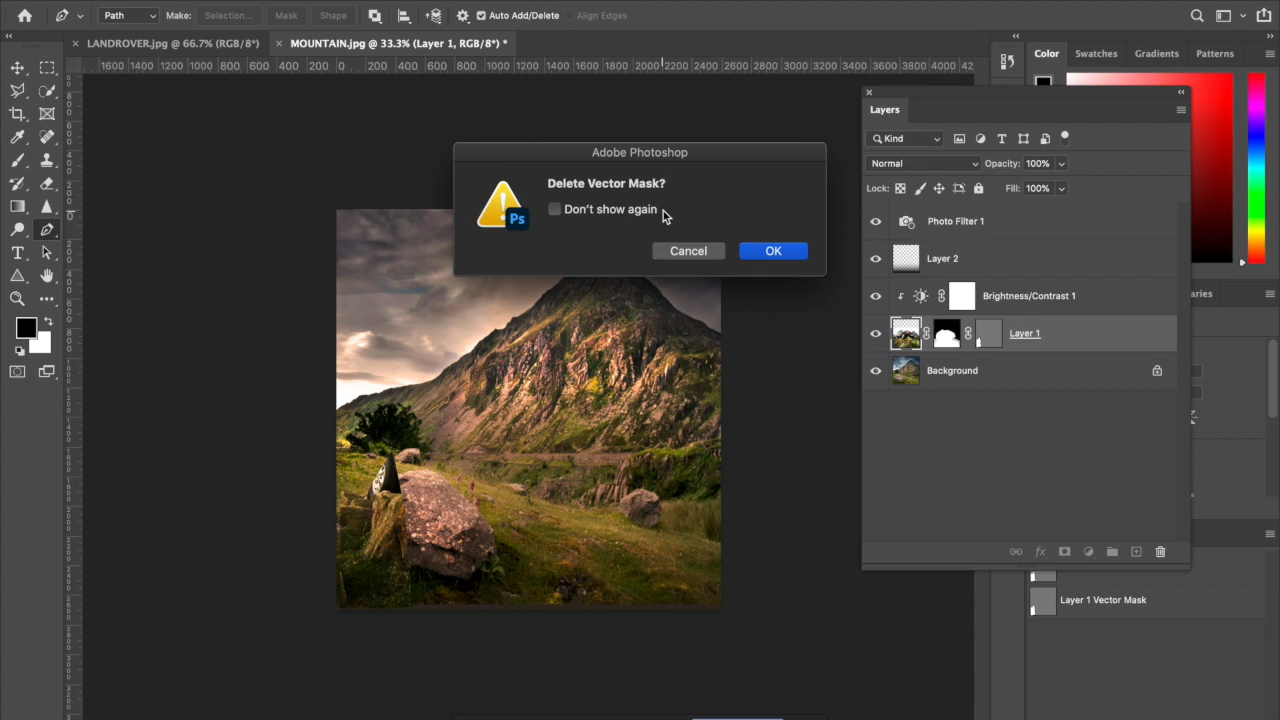 Path Make: Selection... Mask Shape Auto Add/Delete Align Edges
LANDROVER.jpg @ 66.7% (RGB/8*) MOUNTAIN.jpg @ 33.3% (Layer 1, RGB/8*) *
Color Swatches Gradients Patterns
1600 1400 1200 1000 800 600 400 200 0 200 400 600 800 1000 1200 1400 1600 1800 2000 2200 2400 2600 2800 3000 3200 3400 3600 3800 4000 42
Adobe Photoshop
Delete Vector Mask?
Don't show again
Ps
Cancel OK
Layers
Kind
Normal Opacity: 100%
Lock: Fill: 100%
Photo Filter 1
Layer 2
Brightness/Contrast 1
Layer 1
Background
fx
Layer 1 Vector Mask